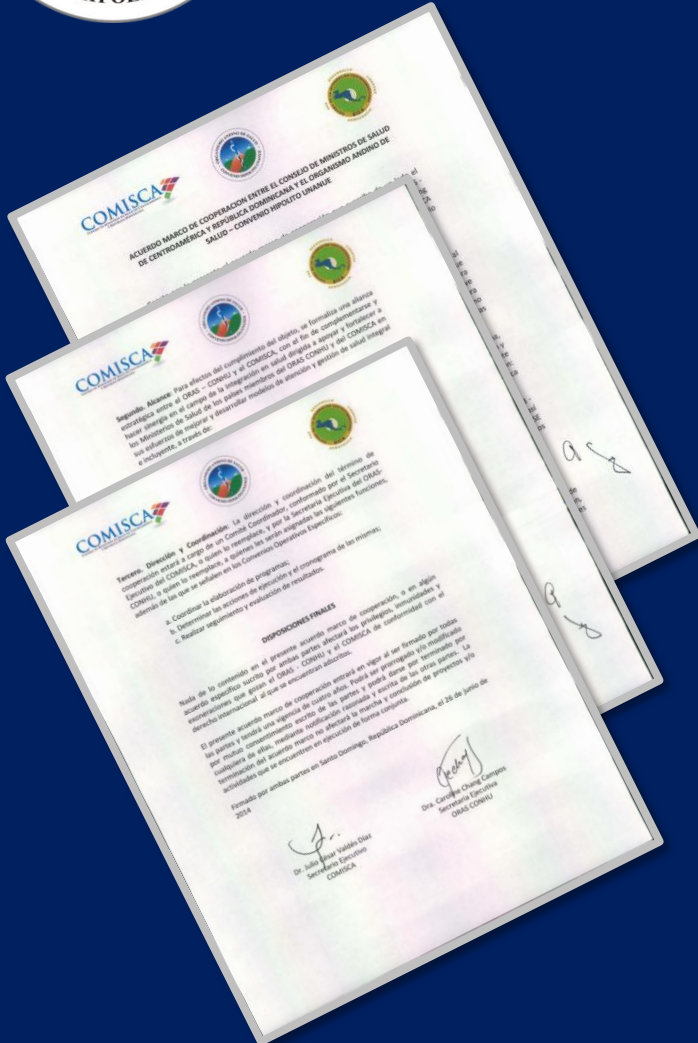 COMISCA
ACUERDO MARCO DE COOPERACION ENTRE EL CONSEJO DE MINISTROS DE SALUD
DE CENTROAMÉRICA Y REPÚBLICA DOMINICANA Y EL ORGANISMO ANDINO DE
SALUD – CONVENIO HIPOLITO UNANUE
COMISCA
Segundo. Alcance: Para efectos del cumplimiento del objeto, se formaliza una alianza
estratégica entre el ORAS – CONHU y el COMISCA, con el fin de complementarse y
hacer sinergia en el campo de la integración en salud dirigida a apoyar y fortalecer a
los Ministerios de Salud de los países miembros del ORAS CONHU y del COMISCA en
sus esfuerzos de mejorar y desarrollar modelos de atención y gestión de salud integral
e incluyente, a través de:
COMISCA
Tercero. Dirección y Coordinación: La dirección y coordinación del término de
cooperación estará a cargo de un Comité Coordinador, conformado por el Secretario
Ejecutivo del COMISCA, o quien lo reemplace, y por la Secretaria Ejecutiva del ORAS-
CONHU, o quien lo reemplace, a quienes les serán asignadas las siguientes funciones,
además de las que se señalen en los Convenios Operativos Específicos:
a. Coordinar la elaboración de programas;
b. Determinar las acciones de ejecución y el cronograma de las mismas;
c. Realizar seguimiento y evaluación de resultados.
DISPOSICIONES FINALES
Nada de lo contenido en el presente acuerdo marco de cooperación, o en algún
acuerdo específico sucrito por ambas partes afectará los privilegios, inmunidades y
exoneraciones que gozan el ORAS - CONHU y el COMISCA de conformidad con el
derecho internacional al que se encuentran adscritos.
El presente acuerdo marco de cooperación entrará en vigor al ser firmado por todas
las partes y tendrá una vigencia de cuatro años. Podrá ser prorrogado y/o modificado
por mutuo consentimiento escrito de las partes y podrá darse por terminado por
cualquiera de ellas, mediante notificación razonada y escrita de las otras partes. La
terminación del acuerdo marco no afectará la marcha y conclusión de proyectos y/o
actividades que se encuentren en ejecución de forma conjunta.
Firmado por ambas partes en Santo Domingo, República Dominicana, el 26 de junio de
2014
Dr. Julio César Valdés Díaz
Secretario Ejecutivo
COMISCA
Dra. Caroline Chang Campos
Secretaria Ejecutiva
ORAS CONHU